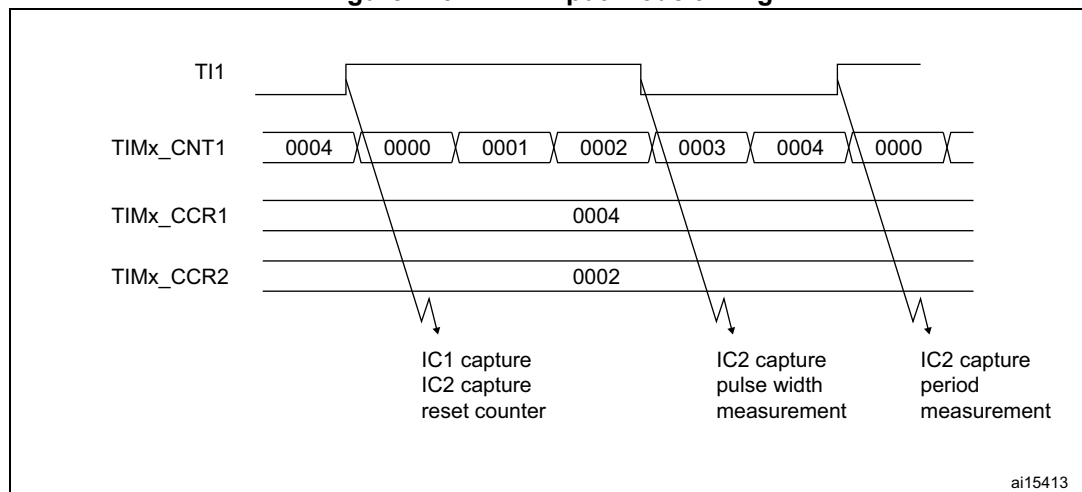 TI1
TIMx_CNT1 0004 0000 0001 0002 0003 0004 0000
TIMx_CCR1 0004
TIMx_CCR2 0002
IC1 capture
IC2 capture
reset counter
IC2 capture
pulse width
measurement
IC2 capture
period
measurement
ai15413